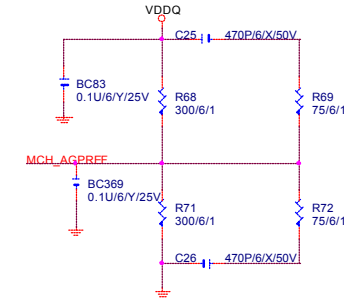 VDDQ
C25 470P/6/X/50V
BC83
0.1U/6/Y/25V
R68
300/6/1
R69
75/6/1
MCH_AGPREF
BC369
0.1U/6/Y/25V
R71
300/6/1
R72
75/6/1
C26 470P/6/X/50V